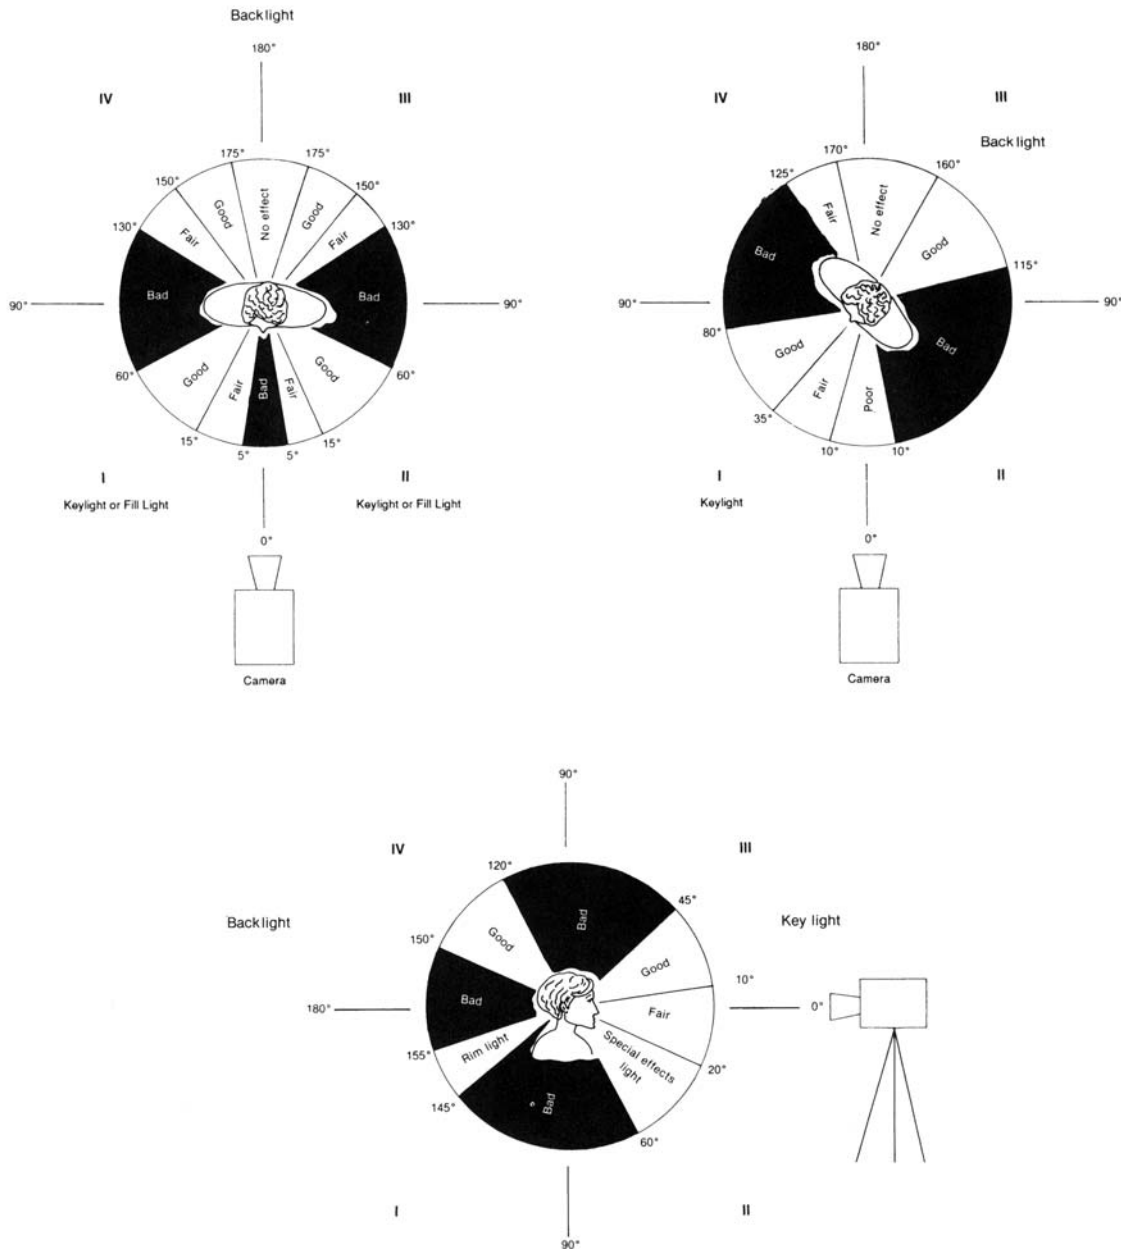 Backlight
180°
IV
III
175°
175°
150°
150°
130°
130°
Good
No effect
Good
Fair
Fair
Bad
Bad
90°
90°
60°
60°
Good
Fair
Bad
Fair
Good
15°
5°
5°
15°
I
II
Keylight or Fill Light
Keylight or Fill Light
0°
Camera
180°
IV
III
Backlight
170°
160°
125°
Fair
No effect
Good
Bad
115°
90°
90°
80°
Bad
Good
Fair
Poor
35°
10°
10°
I
II
Keylight
0°
Camera
90°
IV
III
120°
45°
Backlight
Key light
Bad
Good
Good
150°
10°
Bad
Fair
180°
0°
Rim light
Special effects
light
155°
20°
145°
Bad
60°
I
II
90°